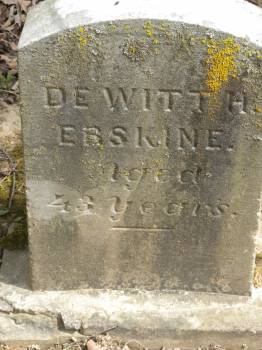 DE WITT H.
ERSKINE.
Aged
43 Years.